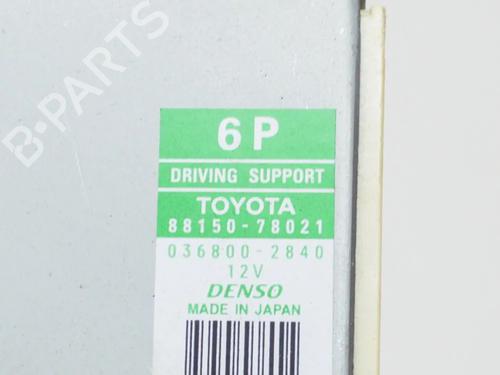 B-PARTS
6P
DRIVING SUPPORT
TOYOTA
88150-78021
036800-2840
12V
DENSO
MADE IN JAPAN